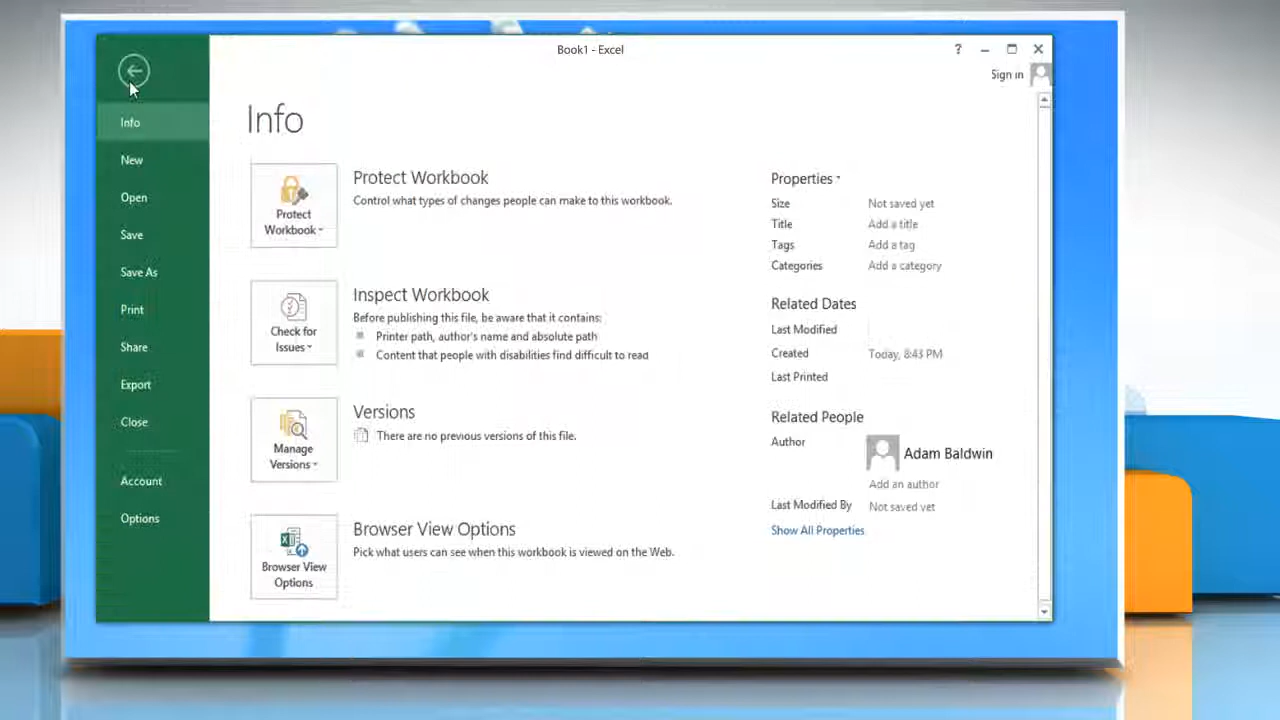 Book1 - Excel
?
Sign in
Info
New
Open
Save
Save As
Print
Share
Export
Close
Account
Options
Info
Protect Workbook
Protect Workbook
Control what types of changes people can make to this workbook.
Check for Issues
Inspect Workbook
Before publishing this file, be aware that it contains:
Printer path, author's name and absolute path
Content that people with disabilities find difficult to read
Manage Versions
Versions
There are no previous versions of this file.
Browser View Options
Browser View Options
Pick what users can see when this workbook is viewed on the Web.
Properties
Size Not saved yet
Title Add a title
Tags Add a tag
Categories Add a category
Related Dates
Last Modified
Created Today, 8:43 PM
Last Printed
Related People
Author Adam Baldwin
Add an author
Last Modified By Not saved yet
Show All Properties